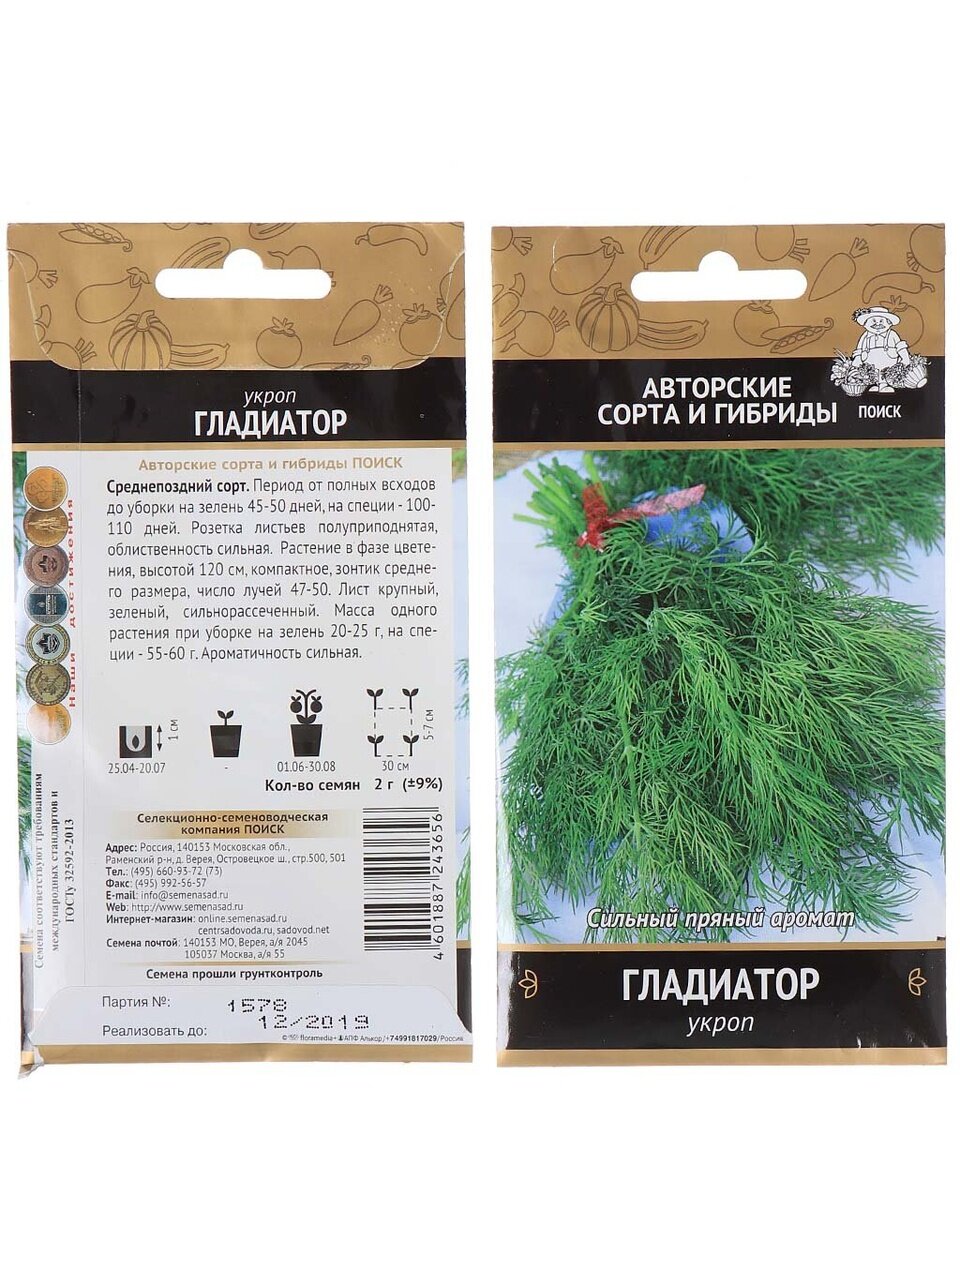 укроп
ГЛАДИАТОР
Авторские сорта и гибриды ПОИСК
Среднепоздний сорт. Период от полных всходов
до уборки на зелень 45-50 дней, на специи - 100-
110 дней. Розетка листьев полуприподнятая,
облиственность сильная. Растение в фазе цвете-
ния, высотой 120 см, компактное, зонтик средне-
го размера, число лучей 47-50. Лист крупный,
зеленый, сильнорассеченный. Масса одного
растения при уборке на зелень 20-25 г, на спе-
ции - 55-60 г. Ароматичность сильная.
Наши достижения
1 см
5-7 см
25.04-20.07
-
01.06-30.08
30 см
Кол-во семян 2 г (±9%)
Селекционно-семеноводческая
компания ПОИСК
Адрес: Россия, 140153 Московская обл.,
Раменский р-н, д. Верея, Островецкое ш., стр.500, 501
Тел.: (495) 660-93-72 (73)
Факс: (495) 992-56-57
E-mail: info@semenasad.ru
Web: http://www.semenasad.ru
Интернет-магазин: online.semenasad.ru
centrsadovoda.ru, sadovod.net
Семена почтой: 140153 МО, Верея, а/я 2045
105037 Москва, а/я 55
Семена прошли грунтконтроль
4 601887 243656
Семена соответствуют требованиям
международных стандартов и
ГОСТу 32592-2013
Партия №: 1578
Реализовать до: 12/2019
floramedia+АПФ Алькор/+74991817029/Россия
АВТОРСКИЕ
СОРТА И ГИБРИДЫ
ПОИСК
Сильный пряный аромат
ГЛАДИАТОР
укроп